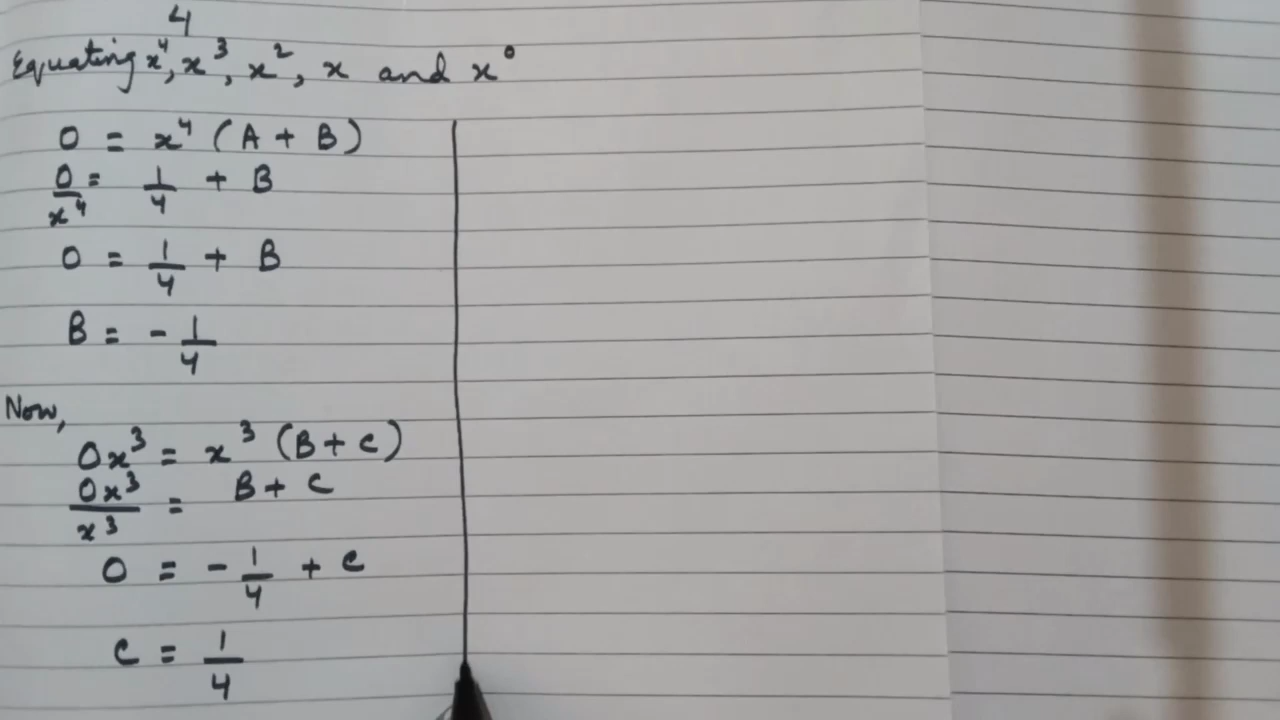 4
Equating x⁴, x³, x², x and x⁰
0 = x⁴ (A + B)
0/x⁴ = 1/4 + B
0 = 1/4 + B
B = - 1/4
Now,
0x³ = x³ (B + C)
0x³/x³ = B + C
0 = - 1/4 + C
C = 1/4